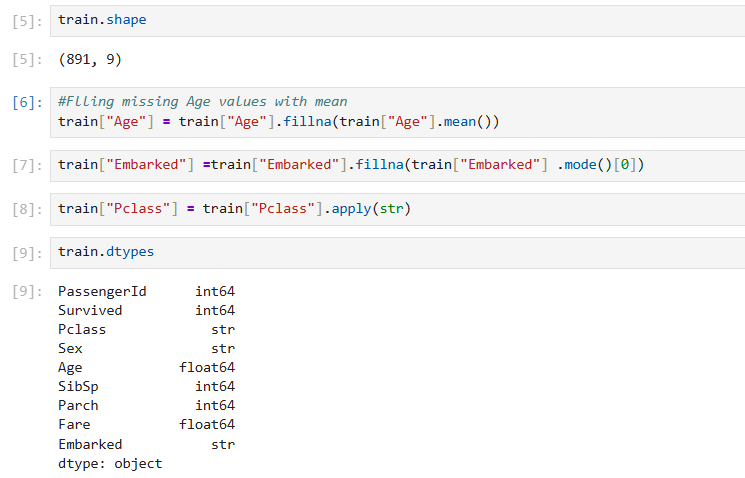 [5]: train.shape
[5]: (891, 9)
[6]: #Flling missing Age values with mean
train["Age"] = train["Age"].fillna(train["Age"].mean())
[7]: train["Embarked"] =train["Embarked"].fillna(train["Embarked"] .mode()[0])
[8]: train["Pclass"] = train["Pclass"].apply(str)
[9]: train.dtypes
[9]: PassengerId int64
Survived int64
Pclass str
Sex str
Age float64
SibSp int64
Parch int64
Fare float64
Embarked str
dtype: object